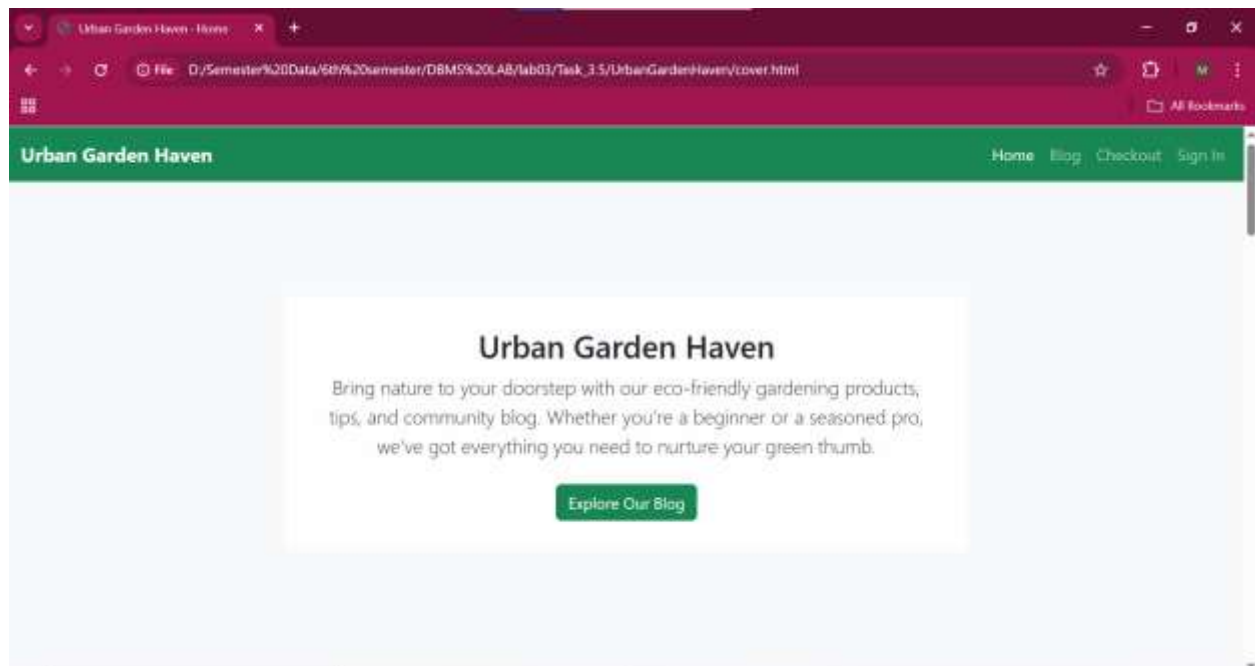 Urban Garden Haven - Home
File D:/Semester%20Data/6th%20semester/DBMS%20LAB/lab03/Task_3.5/UrbanGardenHaven/cover.html
M
All Bookmarks
Urban Garden Haven Home Blog Checkout Sign In
Urban Garden Haven
Bring nature to your doorstep with our eco-friendly gardening products,
tips, and community blog. Whether you're a beginner or a seasoned pro,
we've got everything you need to nurture your green thumb.
Explore Our Blog